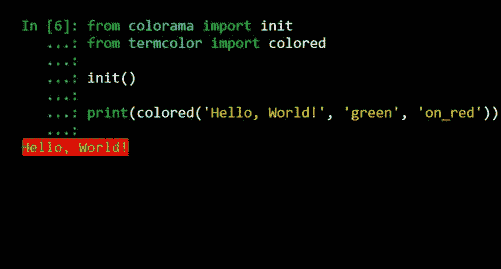 In [6]: from colorama import init
...: from termcolor import colored
...:
...: init()
...:
...: print(colored('Hello, World!', 'green', 'on_red'))
...:
Hello, World!